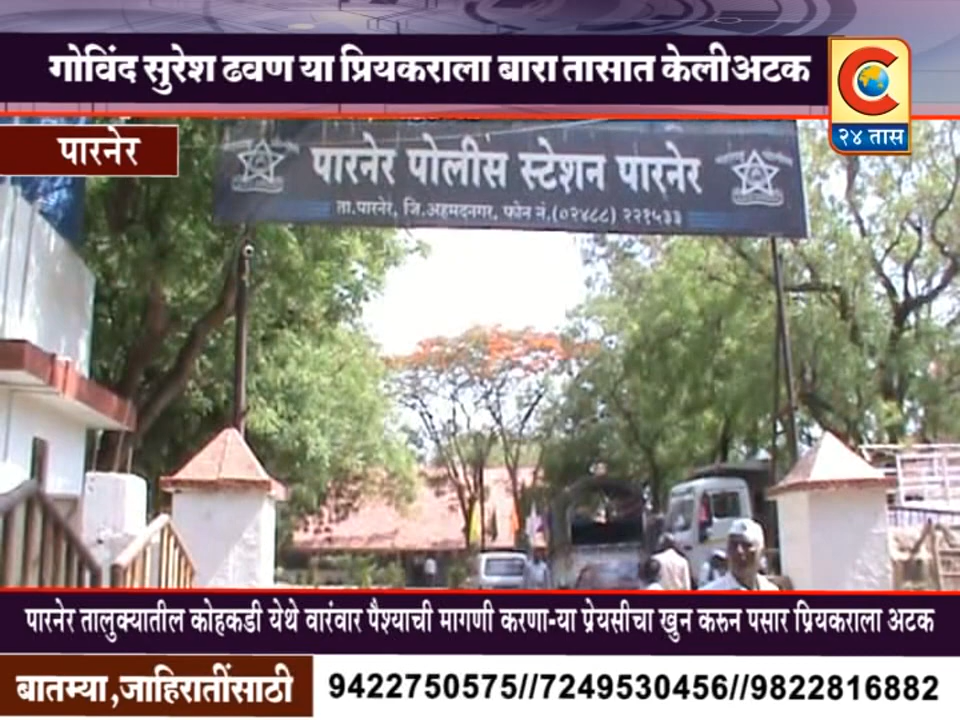 गोविंद सुरेश ढवण या प्रियकराला बारा तासात केलीअटक
C
२४ तास
पारनेर
पारनेर पोलीस स्टेशन पारनेर
ता.पारनेर, जि.अहमदनगर, फोन नं.(०२४८८) २२१५३३
पारनेर तालुक्यातील कोहकडी येथे वारंवार पैश्याची मागणी करणा-या प्रेयसीचा खुन करुन पसार प्रियकराला अटक
बातम्या,जाहिरातींसाठी
9422750575//7249530456//9822816882